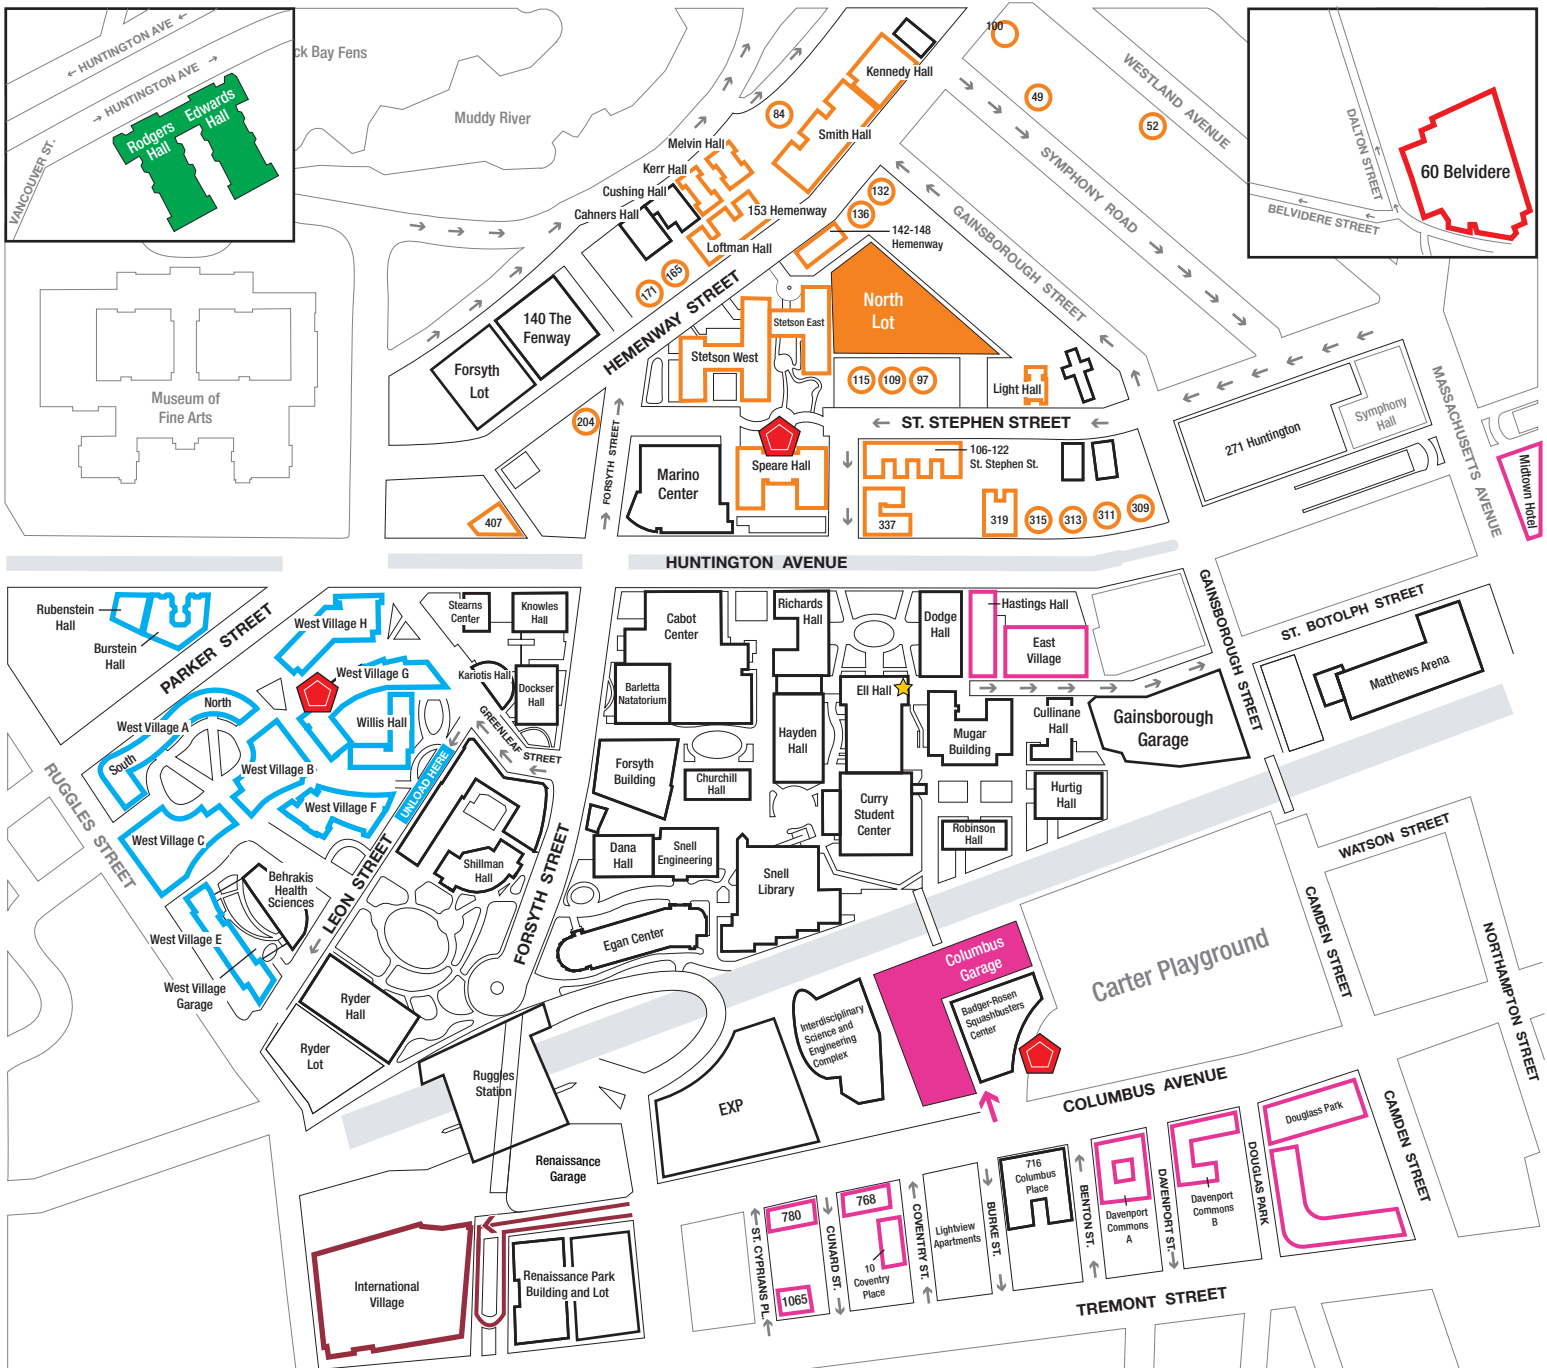 HUNTINGTON AVE
HUNTINGTON AVE
VANCOUVER ST.
Rodgers
Hall
Edwards
Hall
ck Bay Fens
Muddy River
Museum of
Fine Arts
100
49
52
84
WESTLAND AVENUE
SYMPHONY ROAD
GAINSBOROUGH STREET
DALTON STREET
BELVIDERE STREET
60 Belvidere
Kennedy Hall
Smith Hall
Melvin Hall
Kerr Hall
Cushing Hall
Cahners Hall
153 Hemenway
Loftman Hall
132
136
142-148
Hemenway
165
171
HEMENWAY STREET
140 The
Fenway
Forsyth
Lot
North
Lot
Stetson East
Stetson West
115
109
97
Light Hall
204
FORSYTH STREET
ST. STEPHEN STREET
271 Huntington
Symphony
Hall
MASSACHUSETTS AVENUE
Midtown Hotel
Marino
Center
Speare Hall
106-122
St. Stephen St.
407
337
319
315
313
311
309
HUNTINGTON AVENUE
Rubenstein
Hall
Burstein
Hall
PARKER STREET
West Village H
West Village G
Stearns
Center
Knowles
Hall
Kariotis Hall
Dockser
Hall
GREENLEAF STREET
Cabot
Center
Barletta
Natatorium
Richards
Hall
Dodge
Hall
Hastings Hall
East
Village
GAINSBOROUGH STREET
ST. BOTOLPH STREET
Matthews Arena
North
West Village A
South
Willis Hall
West Village B
West Village F
West Village C
UNLOAD HERE
RUGGLES STREET
Ell Hall
Hayden
Hall
Mugar
Building
Cullinane
Hall
Gainsborough
Garage
Forsyth
Building
Churchill
Hall
Curry
Student
Center
Hurtig
Hall
Robinson
Hall
Dana
Hall
Snell
Engineering
Snell
Library
Shillman
Hall
Behrakis
Health
Sciences
LEON STREET
FORSYTH STREET
West Village E
West Village
Garage
Egan Center
Ryder
Hall
Ryder
Lot
Ruggles
Station
Columbus
Garage
Interdisciplinary
Science and
Engineering
Complex
Badger-Rosen
Squashbusters
Center
Carter Playground
WATSON STREET
CAMDEN STREET
NORTHAMPTON STREET
EXP
COLUMBUS AVENUE
Renaissance
Garage
International
Village
Renaissance Park
Building and Lot
780
1065
ST. CYPRIANS PL.
CUNARD ST.
768
10
Coventry
Place
COVENTRY ST.
Lightview
Apartments
BURKE ST.
716
Columbus
Place
BENTON ST.
Davenport
Commons
A
DAVENPORT ST.
Davenport
Commons
B
DOUGLAS PARK
Douglass Park
CAMDEN STREET
TREMONT STREET